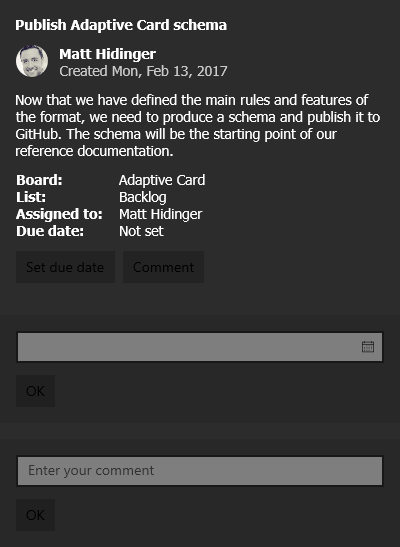 Publish Adaptive Card schema
Matt Hidinger
Created Mon, Feb 13, 2017
Now that we have defined the main rules and features of
the format, we need to produce a schema and publish it to
GitHub. The schema will be the starting point of our
reference documentation.
Board: Adaptive Card
List: Backlog
Assigned to: Matt Hidinger
Due date: Not set
Set due date Comment
OK
Enter your comment
OK